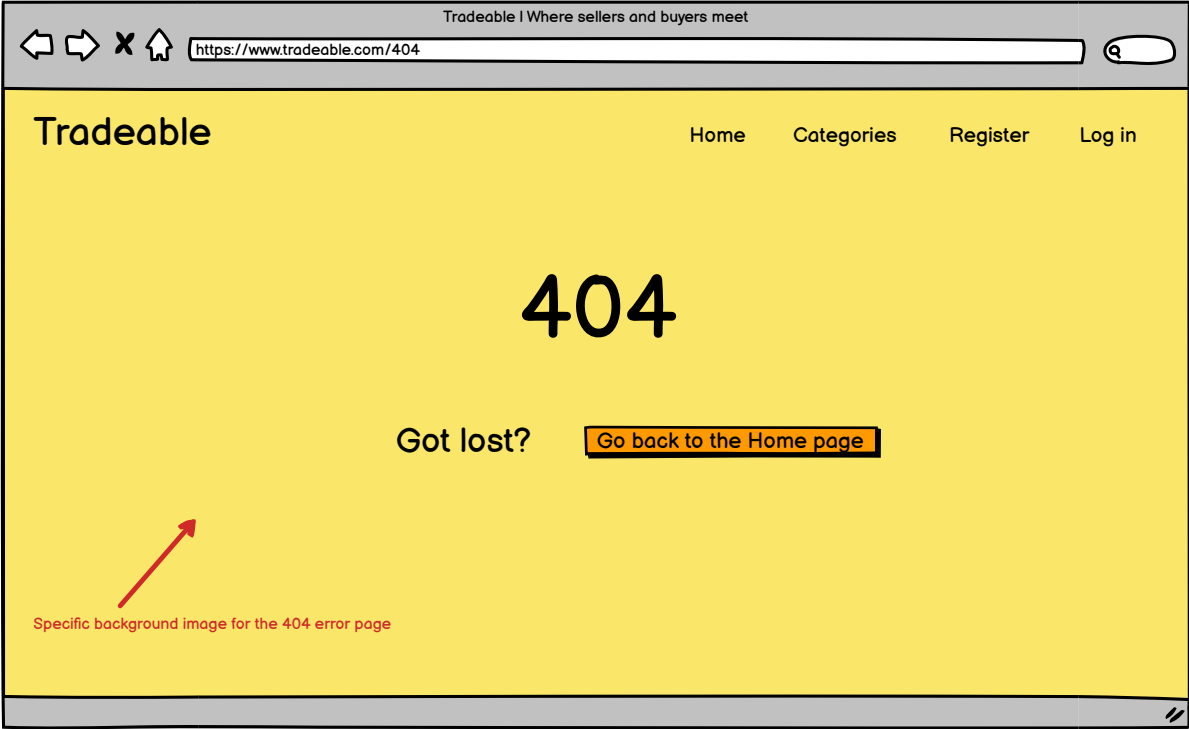 Tradeable | Where sellers and buyers meet
https://www.tradeable.com/404
Tradeable
Home Categories Register Log in
404
Got lost? Go back to the Home page
Specific background image for the 404 error page